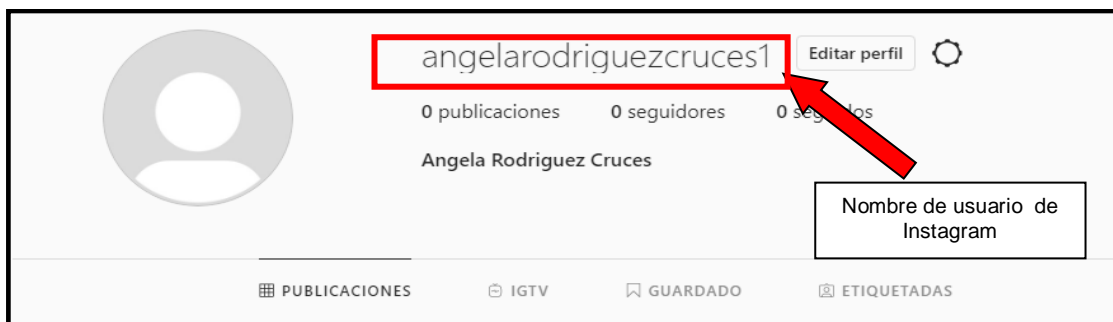 angelarodriguezcruces1 Editar perfil
0 publicaciones 0 seguidores 0 seguidos
Angela Rodriguez Cruces
Nombre de usuario de
Instagram
PUBLICACIONES IGTV GUARDADO ETIQUETADAS